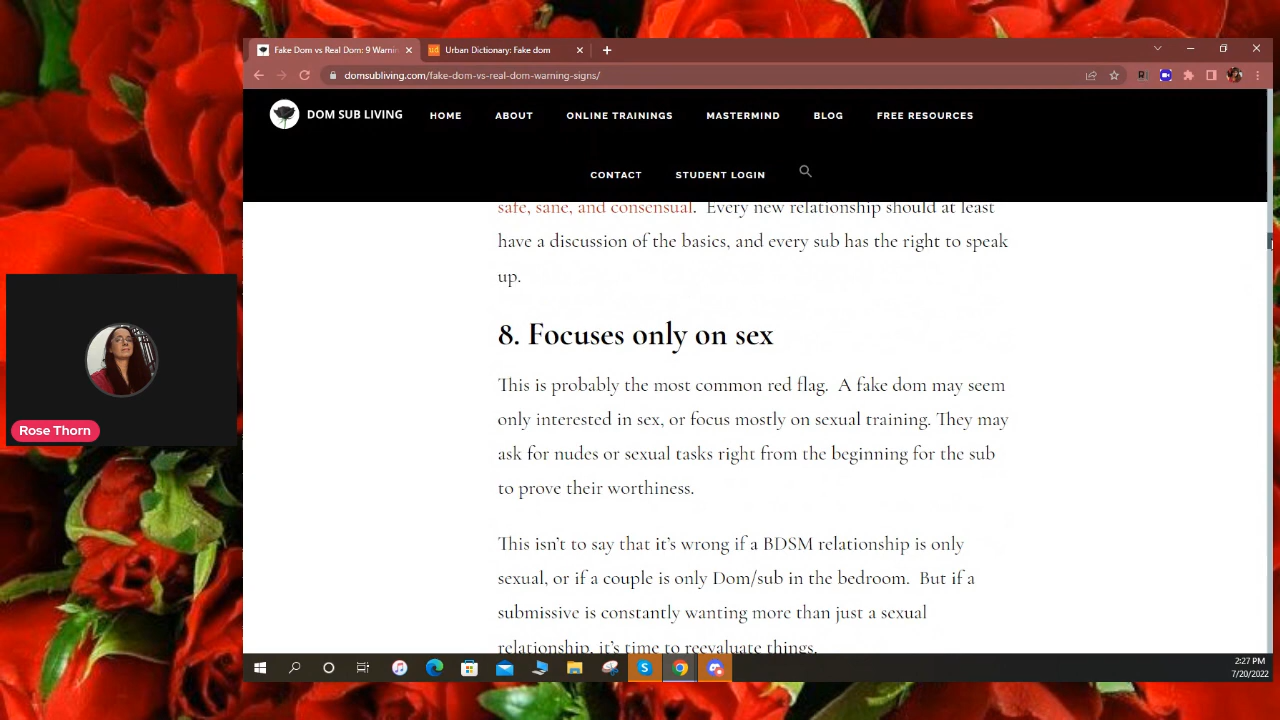 Fake Dom vs Real Dom: 9 Warnin
Urban Dictionary: Fake dom
domsubliving.com/fake-dom-vs-real-dom-warning-signs/
DOM SUB LIVING
HOME
ABOUT
ONLINE TRAININGS
MASTERMIND
BLOG
FREE RESOURCES
CONTACT
STUDENT LOGIN
safe, sane, and consensual. Every new relationship should at least
have a discussion of the basics, and every sub has the right to speak
up.
8. Focuses only on sex
This is probably the most common red flag. A fake dom may seem
only interested in sex, or focus mostly on sexual training. They may
ask for nudes or sexual tasks right from the beginning for the sub
to prove their worthiness.
This isn't to say that it's wrong if a BDSM relationship is only
sexual, or if a couple is only Dom/sub in the bedroom. But if a
submissive is constantly wanting more than just a sexual
relationship, it's time to reevaluate things.
Rose Thorn
2:27 PM
7/20/2022